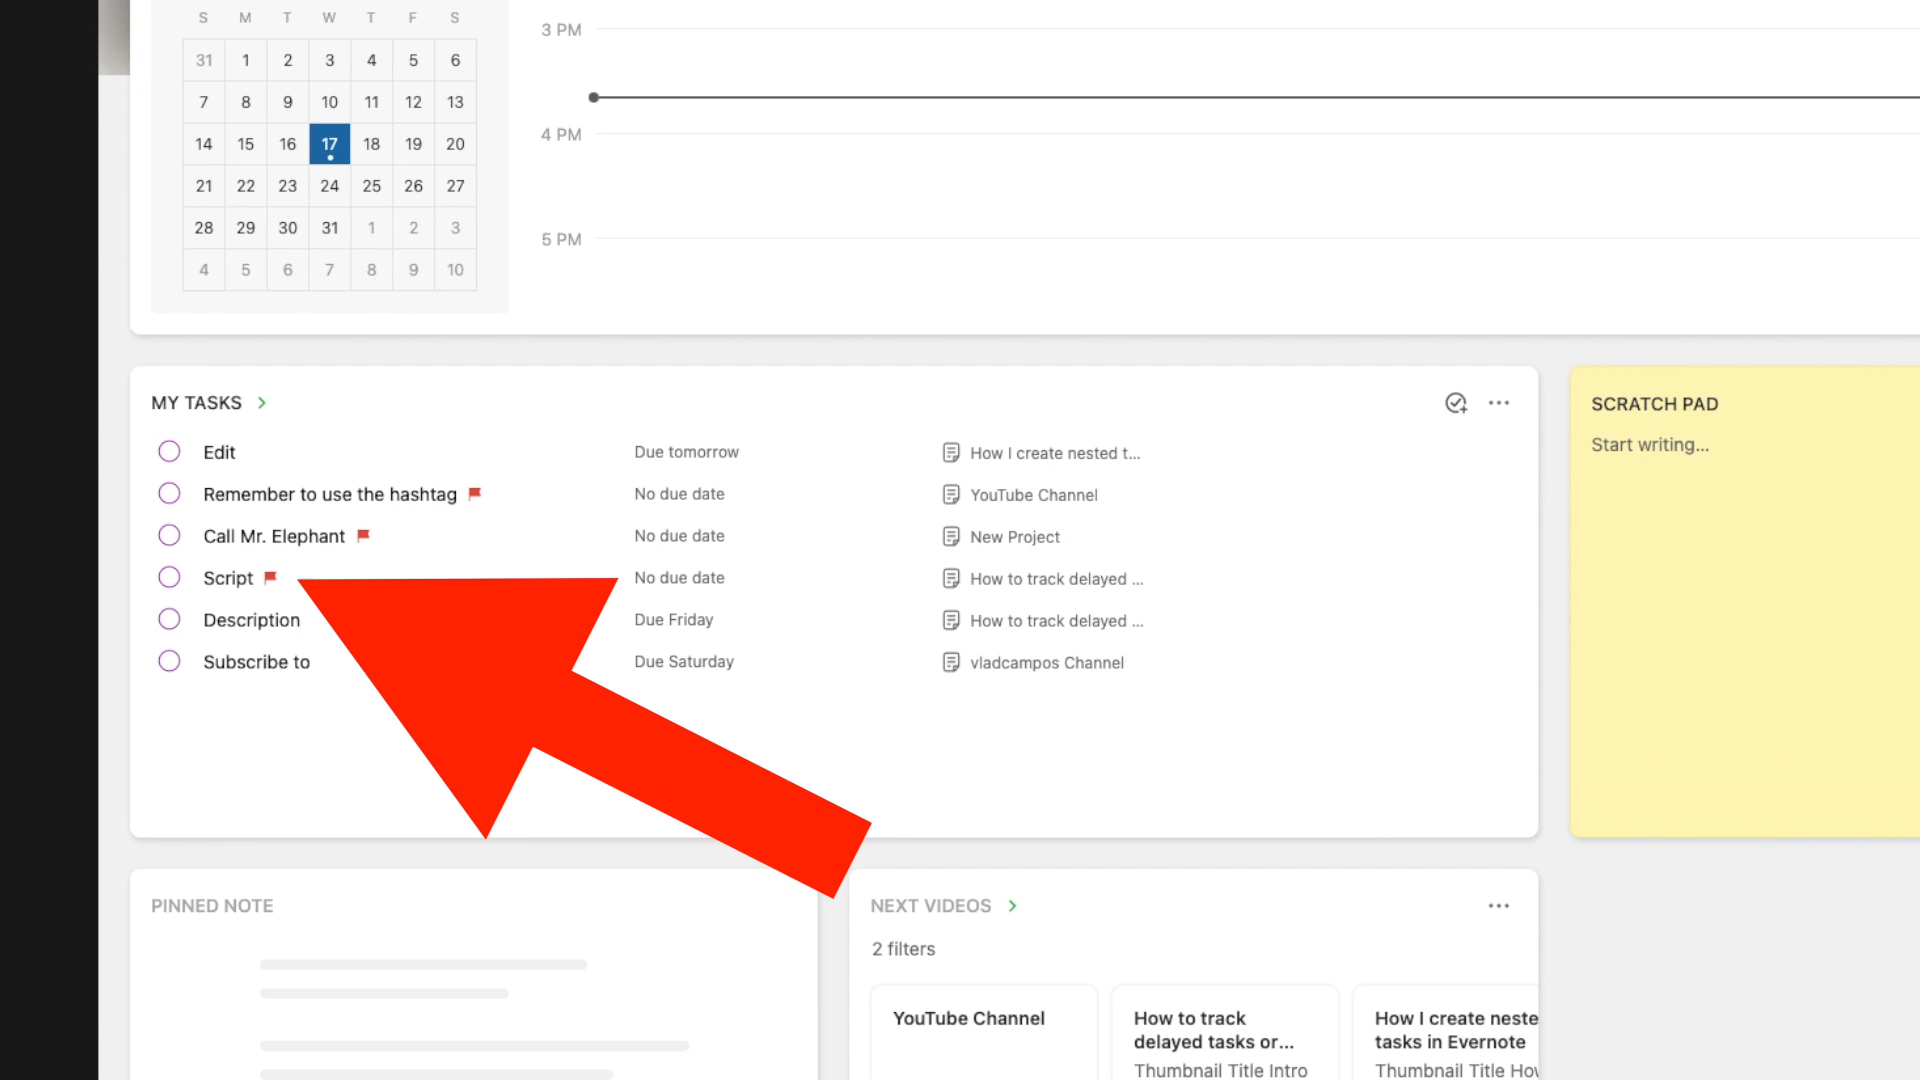 S M T W T F S
31 1 2 3 4 5 6
7 8 9 10 11 12 13
14 15 16 17 18 19 20
21 22 23 24 25 26 27
28 29 30 31 1 2 3
4 5 6 7 8 9 10
3 PM
4 PM
5 PM
MY TASKS
Edit Due tomorrow How I create nested t...
Remember to use the hashtag No due date YouTube Channel
Call Mr. Elephant No due date New Project
Script No due date How to track delayed ...
Description Due Friday How to track delayed ...
Subscribe to Due Saturday vladcampos Channel
SCRATCH PAD
Start writing...
PINNED NOTE
NEXT VIDEOS
2 filters
YouTube Channel
How to track
delayed tasks or...
Thumbnail Title Intro
How I create neste
tasks in Evernote
Thumbnail Title How